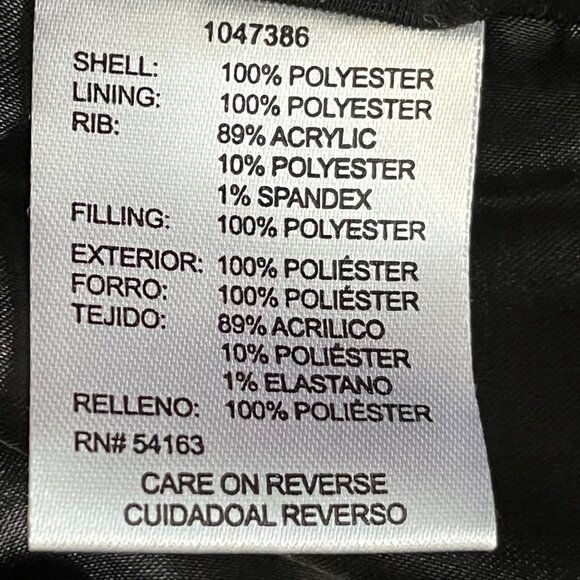 1047386
SHELL: 100% POLYESTER
LINING: 100% POLYESTER
RIB: 89% ACRYLIC
10% POLYESTER
1% SPANDEX
FILLING: 100% POLYESTER
EXTERIOR: 100% POLIÉSTER
FORRO: 100% POLIÉSTER
TEJIDO: 89% ACRILICO
10% POLIÉSTER
1% ELASTANO
RELLENO: 100% POLIÉSTER
RN# 54163
CARE ON REVERSE
CUIDADOAL REVERSO